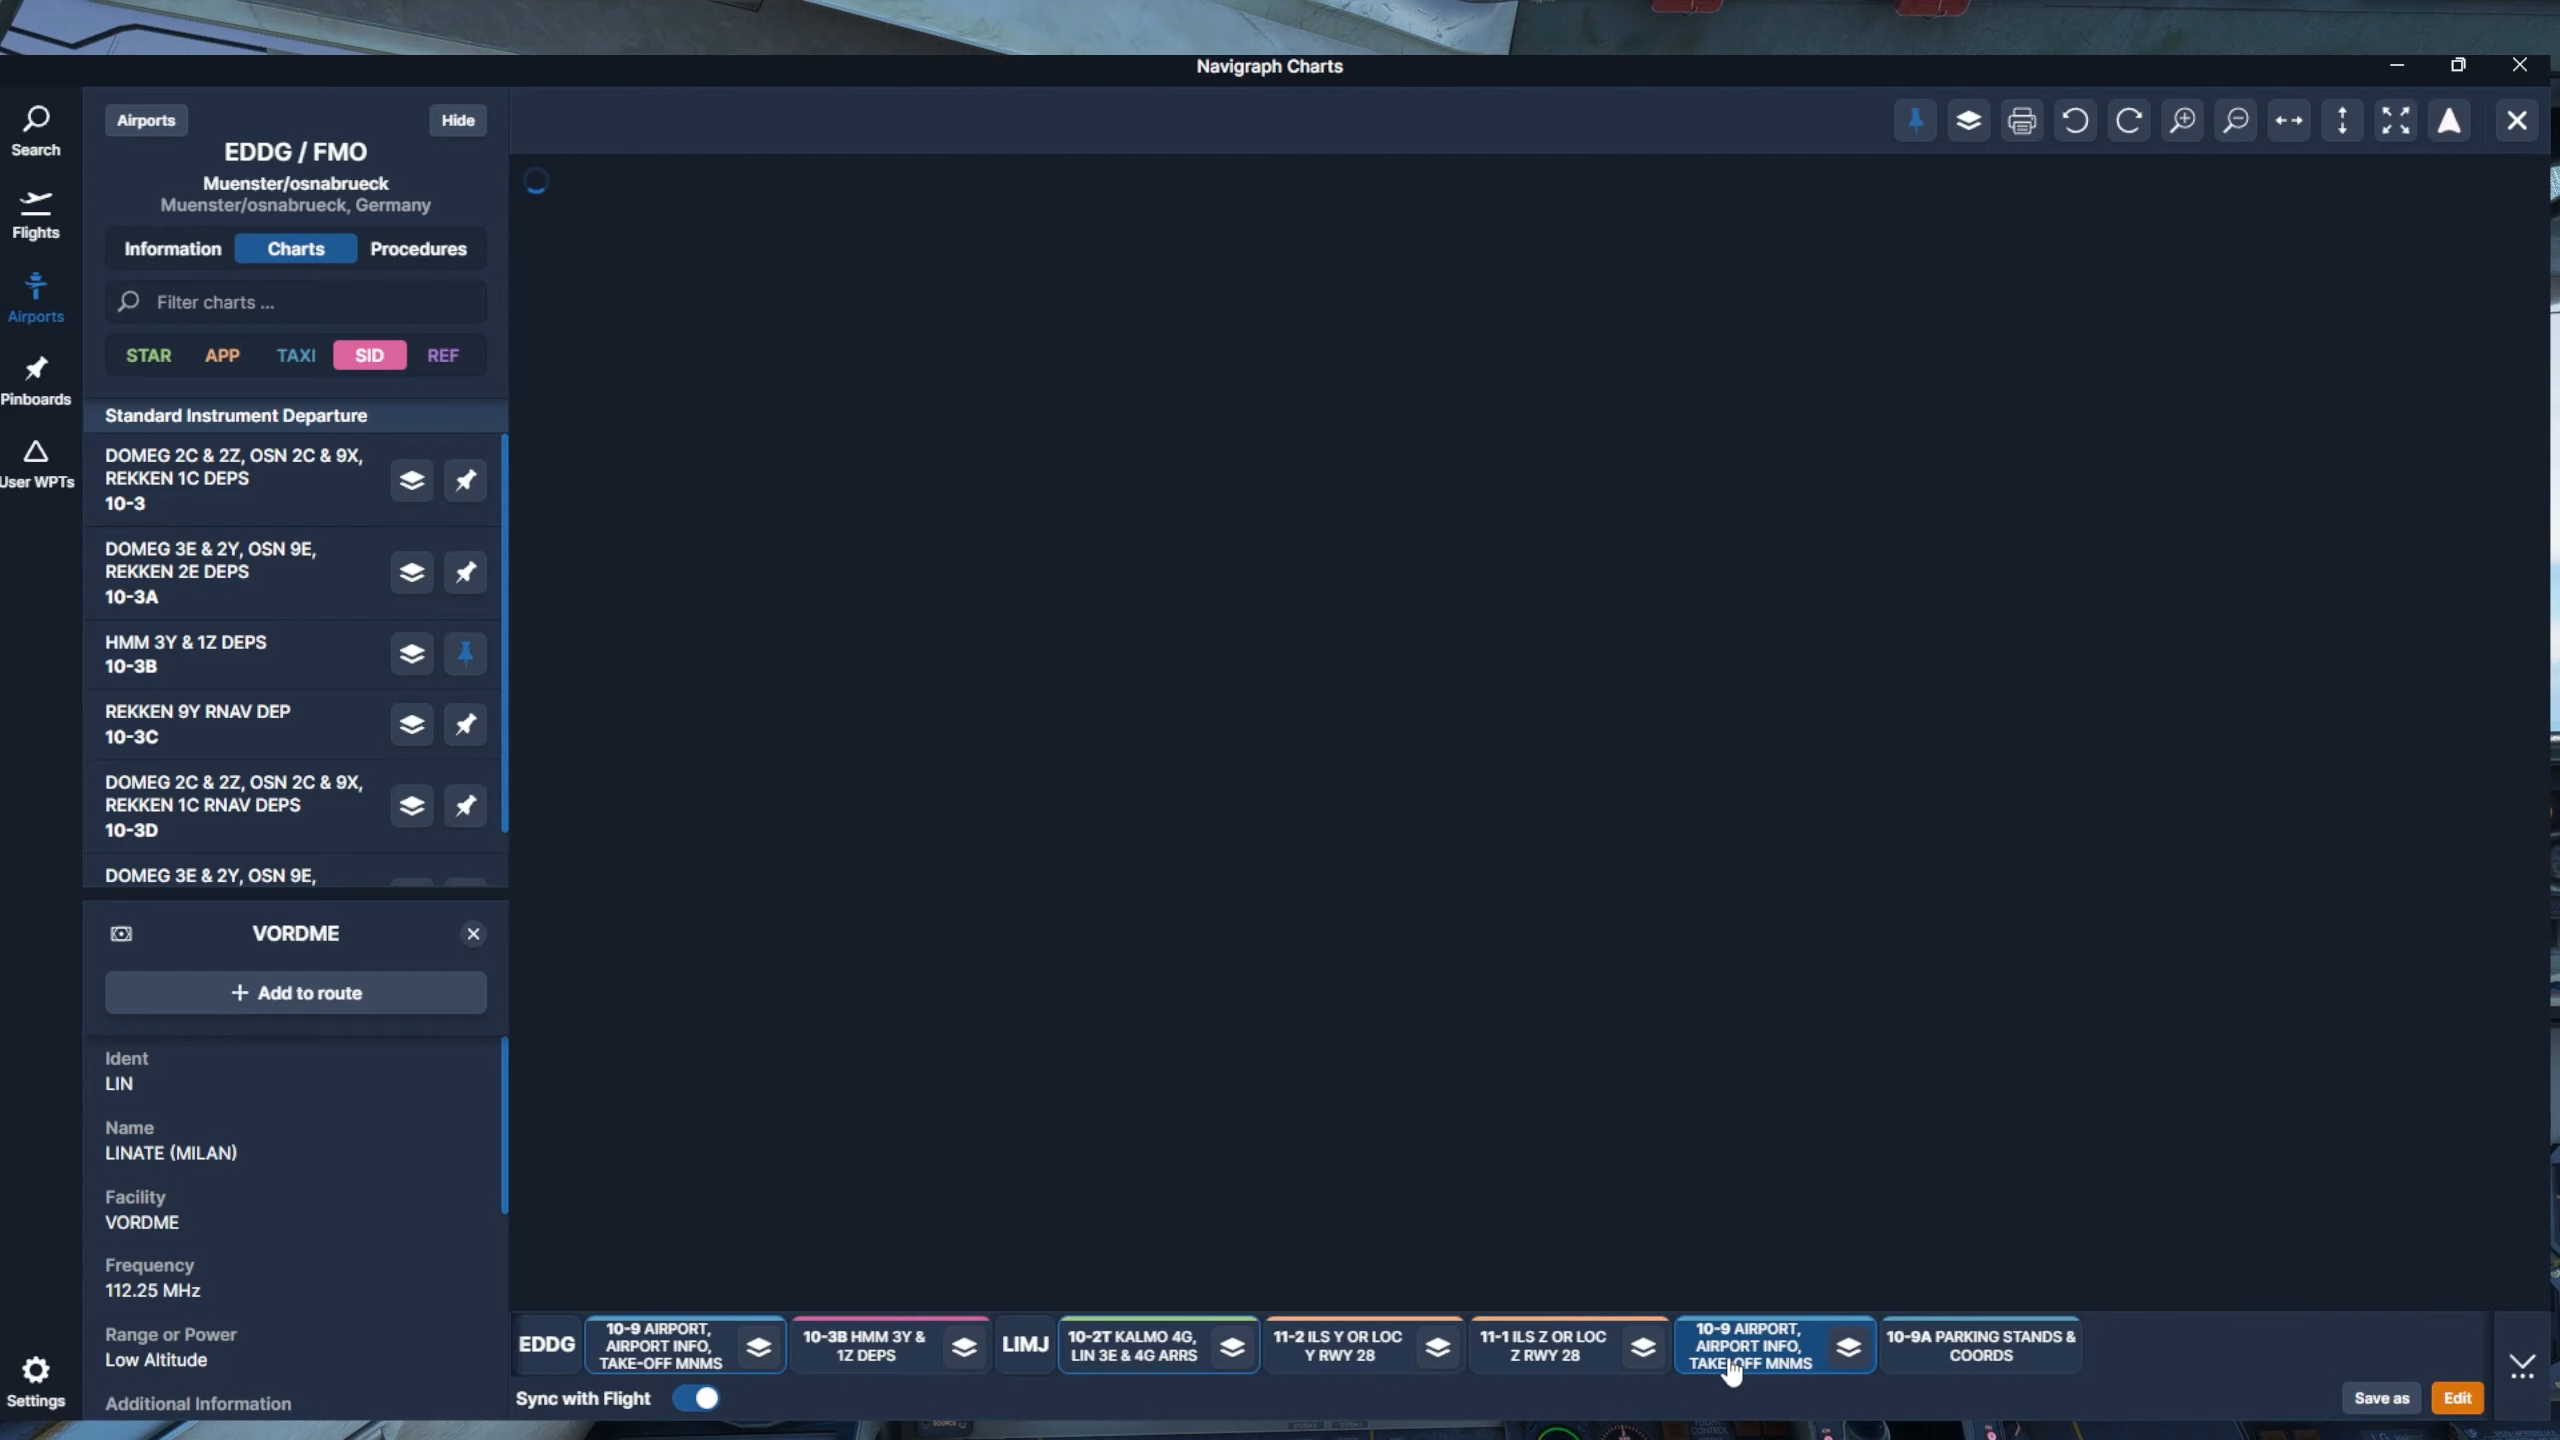 Navigraph Charts
Search
Flights
Airports
Pinboards
User WPTs
Settings
Airports
Hide
EDDG / FMO
Muenster/osnabrueck
Muenster/osnabrueck, Germany
Information
Charts
Procedures
Filter charts ...
STAR
APP
TAXI
SID
REF
Standard Instrument Departure
DOMEG 2C & 2Z, OSN 2C & 9X,
REKKEN 1C DEPS
10-3
DOMEG 3E & 2Y, OSN 9E,
REKKEN 2E DEPS
10-3A
HMM 3Y & 1Z DEPS
10-3B
REKKEN 9Y RNAV DEP
10-3C
DOMEG 2C & 2Z, OSN 2C & 9X,
REKKEN 1C RNAV DEPS
10-3D
DOMEG 3E & 2Y, OSN 9E,
VORDME
+ Add to route
Ident
LIN
Name
LINATE (MILAN)
Facility
VORDME
Frequency
112.25 MHz
Range or Power
Low Altitude
Additional Information
EDDG
10-9 AIRPORT,
AIRPORT INFO,
TAKE-OFF MNMS
10-3B HMM 3Y &
1Z DEPS
LIMJ
10-2T KALMO 4G,
LIN 3E & 4G ARRS
11-2 ILS Y OR LOC
Y RWY 28
11-1 ILS Z OR LOC
Z RWY 28
10-9 AIRPORT,
AIRPORT INFO,
TAKE-OFF MNMS
10-9A PARKING STANDS &
COORDS
Sync with Flight
Save as
Edit